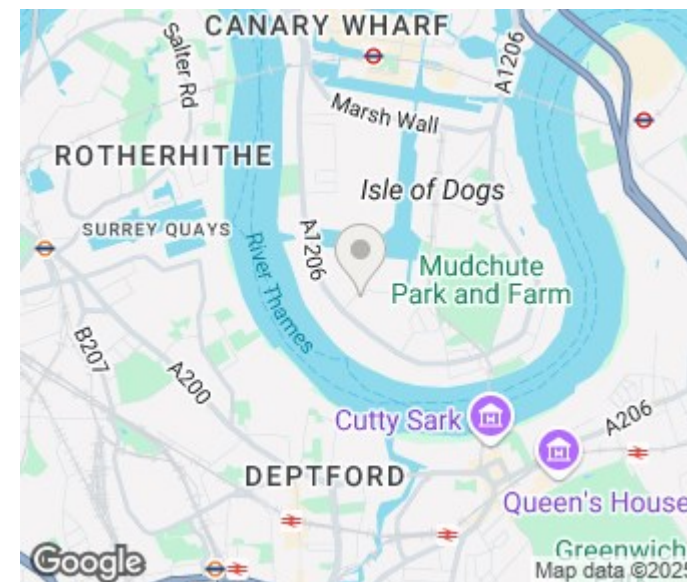 CANARY WHARF
Salter Rd
A1206
Marsh Wall
ROTHERHITHE
Isle of Dogs
SURREY QUAYS
A1206
River Thames
Mudchute
Park and Farm
B207
A200
Cutty Sark
A206
DEPTFORD
Queen's House
Greenwich
Google
Map data ©2025